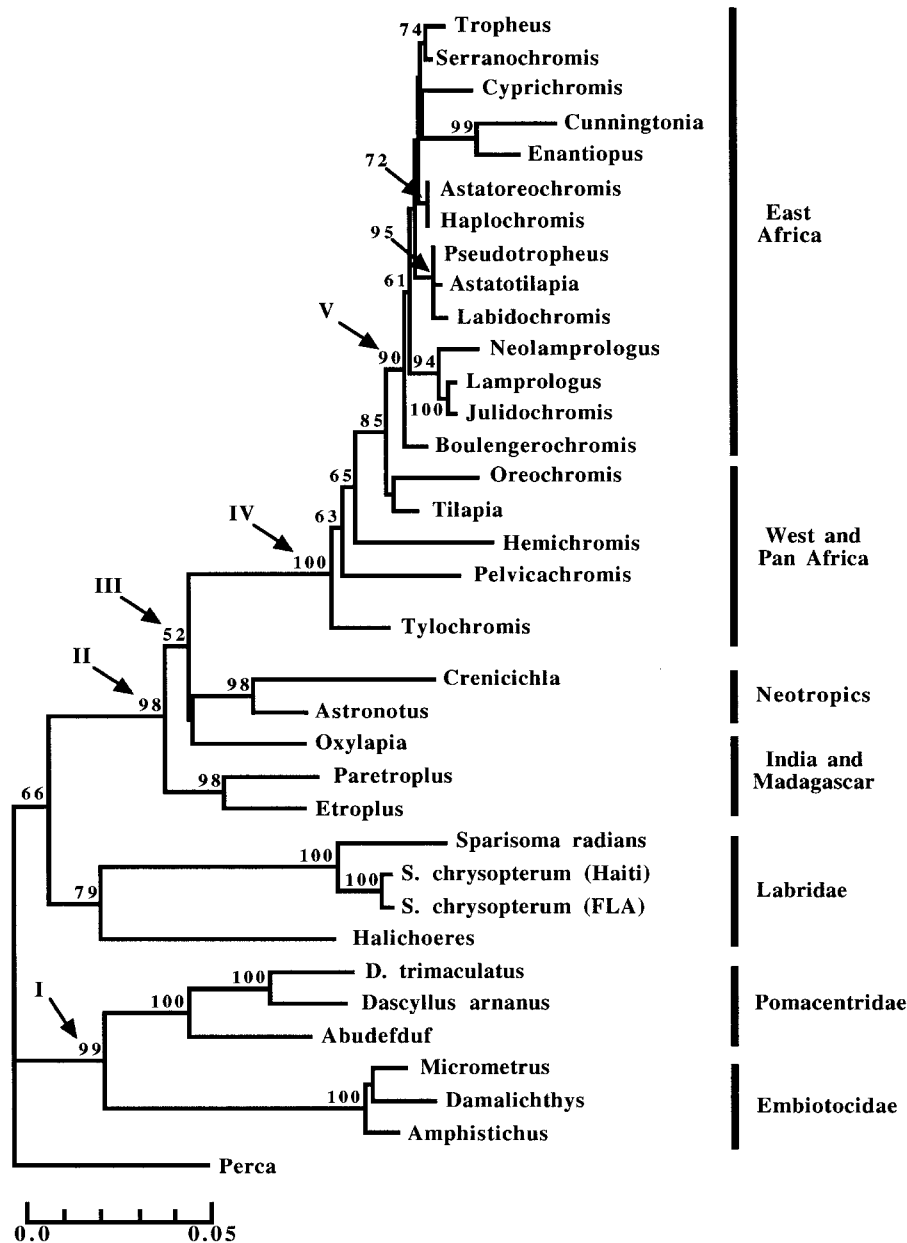 74
Tropheus
Serranochromis
Cyprichromis
99
Cunningtonia
Enantiopus
72
Astatoreochromis
Haplochromis
95
Pseudotropheus
Astatotilapia
Labidochromis
East
Africa
61
V
90
94
Neolamprologus
Lamprologus
100
Julidochromis
85
Boulengerochromis
65
Oreochromis
Tilapia
IV
63
Hemichromis
100
Pelvicachromis
Tylochromis
West and
Pan Africa
III
52
II
98
98
Crenicichla
Astronotus
Neotropics
Oxylapia
98
Paretroplus
Etroplus
India and
Madagascar
66
100
Sparisoma radians
100
S. chrysopterum (Haiti)
S. chrysopterum (FLA)
79
Halichoeres
Labridae
I
100
100
D. trimaculatus
Dascyllus arnanus
Abudefduf
Pomacentridae
99
100
Micrometrus
Damalichthys
Amphistichus
Embiotocidae
Perca
0.0 0.05